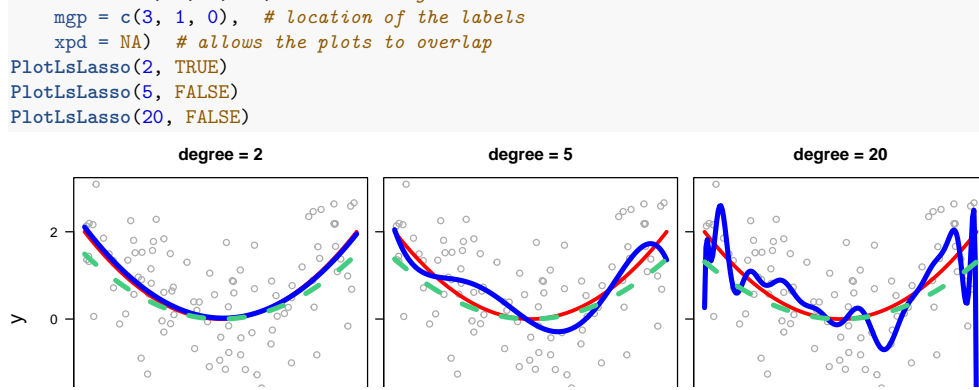 mgp = c(3, 1, 0),  # location of the labels
xpd = NA)  # allows the plots to overlap
PlotLsLasso(2, TRUE)
PlotLsLasso(5, FALSE)
PlotLsLasso(20, FALSE)
degree = 2 degree = 5 degree = 20
2
0
y